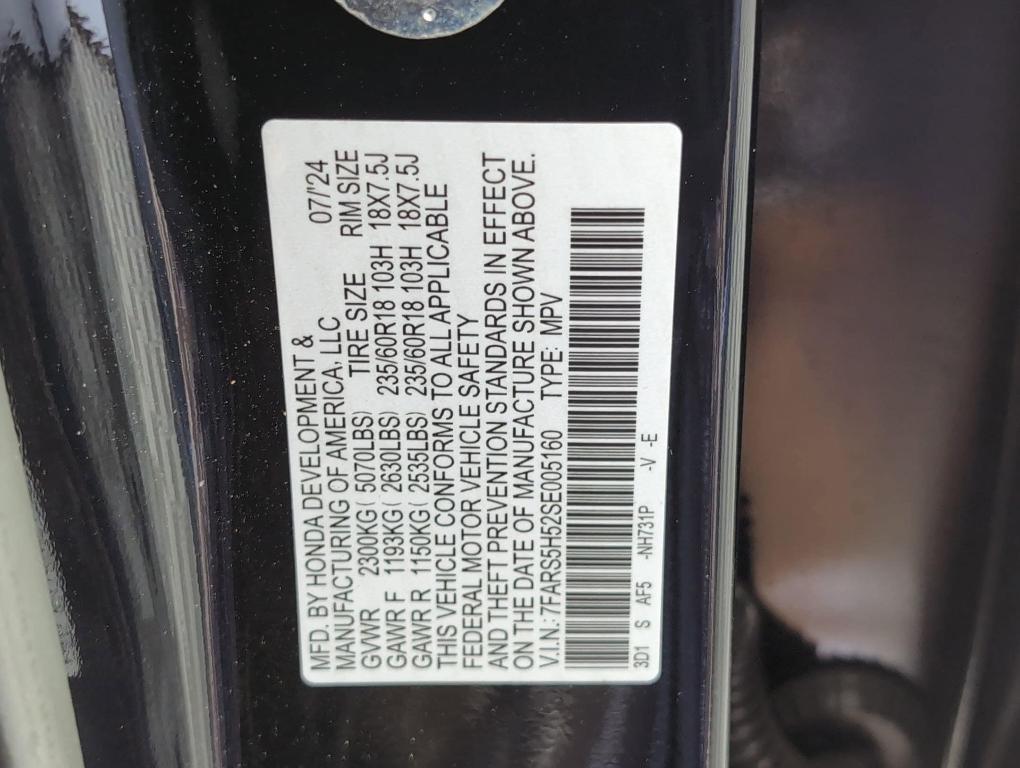 MFD. BY HONDA DEVELOPMENT &
MANUFACTURING OF AMERICA, LLC 07/'24
GVWR 2300KG( 5070LBS) TIRE SIZE RIM SIZE
GAWR F 1193KG( 2630LBS) 235/60R18 103H 18X7.5J
GAWR R 1150KG( 2535LBS) 235/60R18 103H 18X7.5J
THIS VEHICLE CONFORMS TO ALL APPLICABLE
FEDERAL MOTOR VEHICLE SAFETY
AND THEFT PREVENTION STANDARDS IN EFFECT
ON THE DATE OF MANUFACTURE SHOWN ABOVE.
V.I.N.:7FARS5H52SE005160 TYPE: MPV
3D1 S AF5 -NH731P -V -E